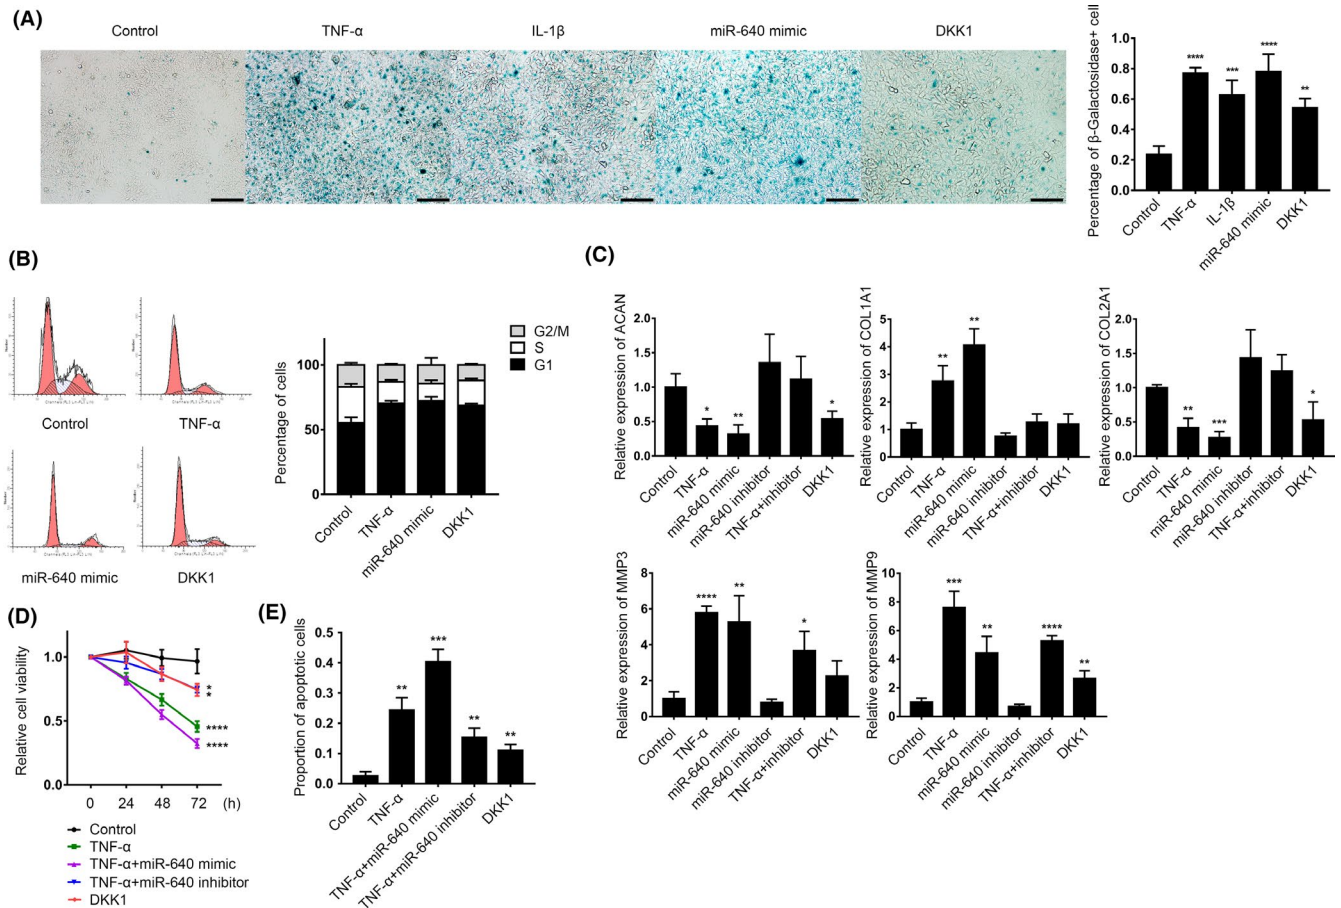 (A)
Control
TNF-α
IL-1β
miR-640 mimic
DKK1
Percentage of β-Galactosidase+ cell
1.0
0.8
0.6
0.4
0.2
0.0
****
***
****
**
Control
TNF-α
IL-1β
miR-640 mimic
DKK1
(B)
Control
TNF-α
miR-640 mimic
DKK1
Percentage of cells
100
50
0
G2/M
S
G1
Control
TNF-α
miR-640 mimic
DKK1
(C)
Relative expression of ACAN
2.0
1.5
1.0
0.5
0.0
*
**
*
Control
TNF-α
miR-640 mimic
miR-640 inhibitor
TNF-α+inhibitor
DKK1
Relative expression of COL1A1
5
4
3
2
1
0
**
**
Control
TNF-α
miR-640 mimic
miR-640 inhibitor
TNF-α+inhibitor
DKK1
Relative expression of COL2A1
2.0
1.5
1.0
0.5
0.0
**
***
*
Control
TNF-α
miR-640 mimic
miR-640 inhibitor
TNF-α+inhibitor
DKK1
Relative expression of MMP3
8
6
4
2
0
****
**
*
Control
TNF-α
miR-640 mimic
miR-640 inhibitor
TNF-α+inhibitor
DKK1
Relative expression of MMP9
10
9
8
7
6
5
4
3
2
1
0
***
**
****
**
Control
TNF-α
miR-640 mimic
miR-640 inhibitor
TNF-α+inhibitor
DKK1
(D)
Relative cell viability
1.0
0.5
0.0
0 24 48 72 (h)
*
*
****
****
Control
TNF-α
TNF-α+miR-640 mimic
TNF-α+miR-640 inhibitor
DKK1
(E)
Proportion of apoptotic cells
0.5
0.4
0.3
0.2
0.1
0.0
**
***
**
**
Control
TNF-α
TNF-α+miR-640 mimic
TNF-α+miR-640 inhibitor
DKK1